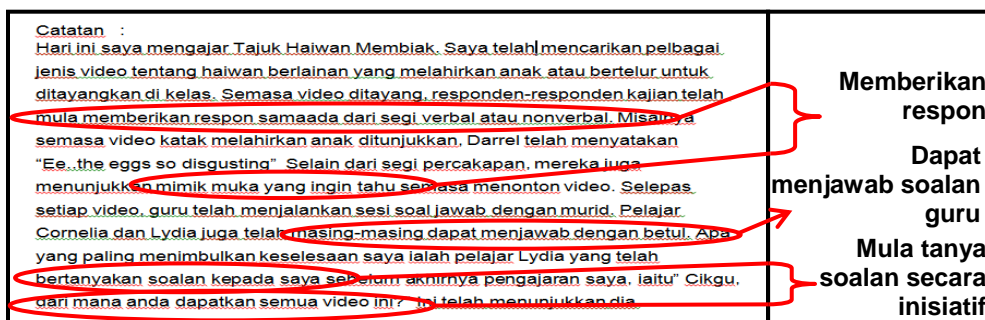 Catatan :
Hari ini saya mengajar Tajuk Haiwan Membiak. Saya telah mencarikan pelbagai
jenis video tentang haiwan berlainan yang melahirkan anak atau bertelur untuk
ditayangkan di kelas. Semasa video ditayang, responden-responden kajian telah
mula memberikan respon samaada dari segi verbal atau nonverbal. Misalnya
semasa video katak melahirkan anak ditunjukkan, Darrel telah menyatakan
“Ee..the eggs so disgusting” Selain dari segi percakapan, mereka juga
menunjukkan mimik muka yang ingin tahu semasa menonton video. Selepas
setiap video, guru telah menjalankan sesi soal jawab dengan murid. Pelajar
Cornelia dan Lydia juga telah masing-masing dapat menjawab dengan betul. Apa
yang paling menimbulkan keselesaan saya ialah pelajar Lydia yang telah
bertanyakan soalan kepada saya sebelum akhirnya pengajaran saya, iaitu” Cikgu,
dari mana anda dapatkan semua video ini?” Ini telah menunjukkan dia
Memberikan
respon
Dapat
menjawab soalan
guru
Mula tanya
soalan secara
inisiatif